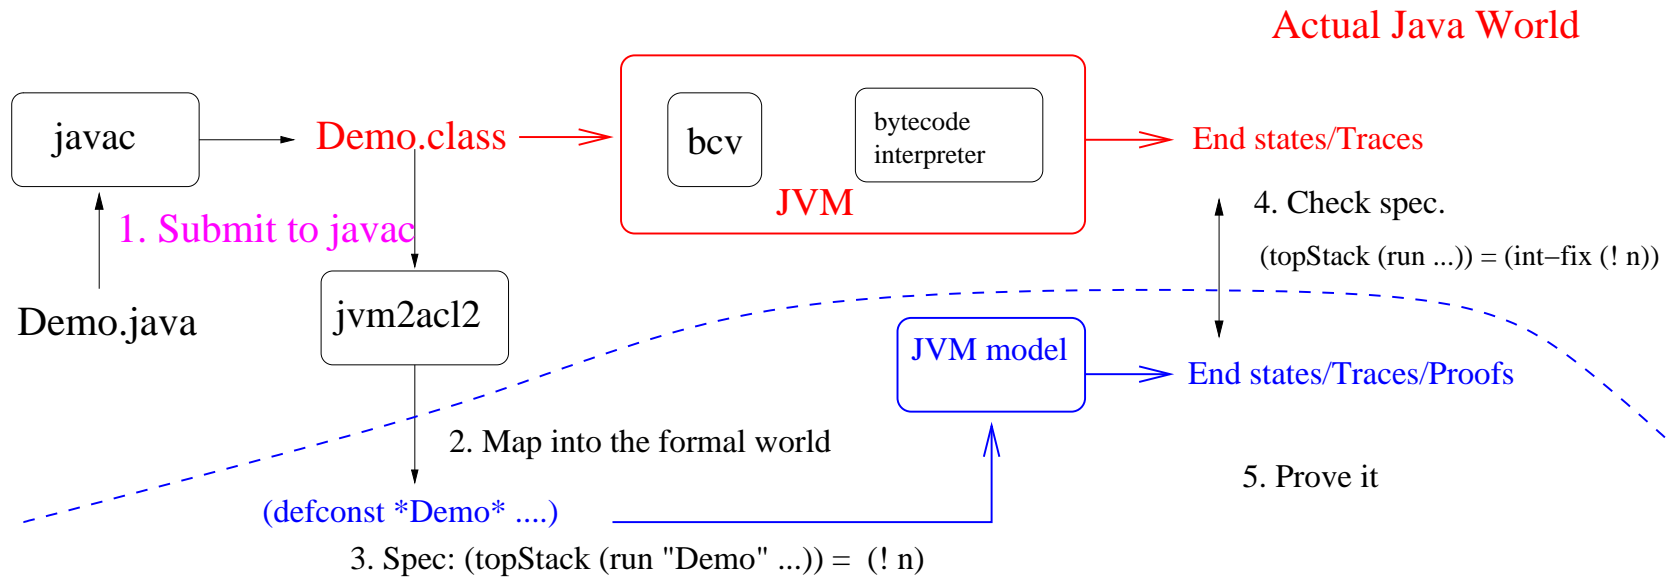 Actual Java World
javac
Demo.class
bcv
bytecode
interpreter
JVM
End states/Traces
1. Submit to javac
4. Check spec.
(topStack (run ...)) = (int−fix (! n))
Demo.java
jvm2acl2
JVM model
End states/Traces/Proofs
2. Map into the formal world
5. Prove it
(defconst *Demo* ....)
3. Spec: (topStack (run "Demo" ...)) = (! n)